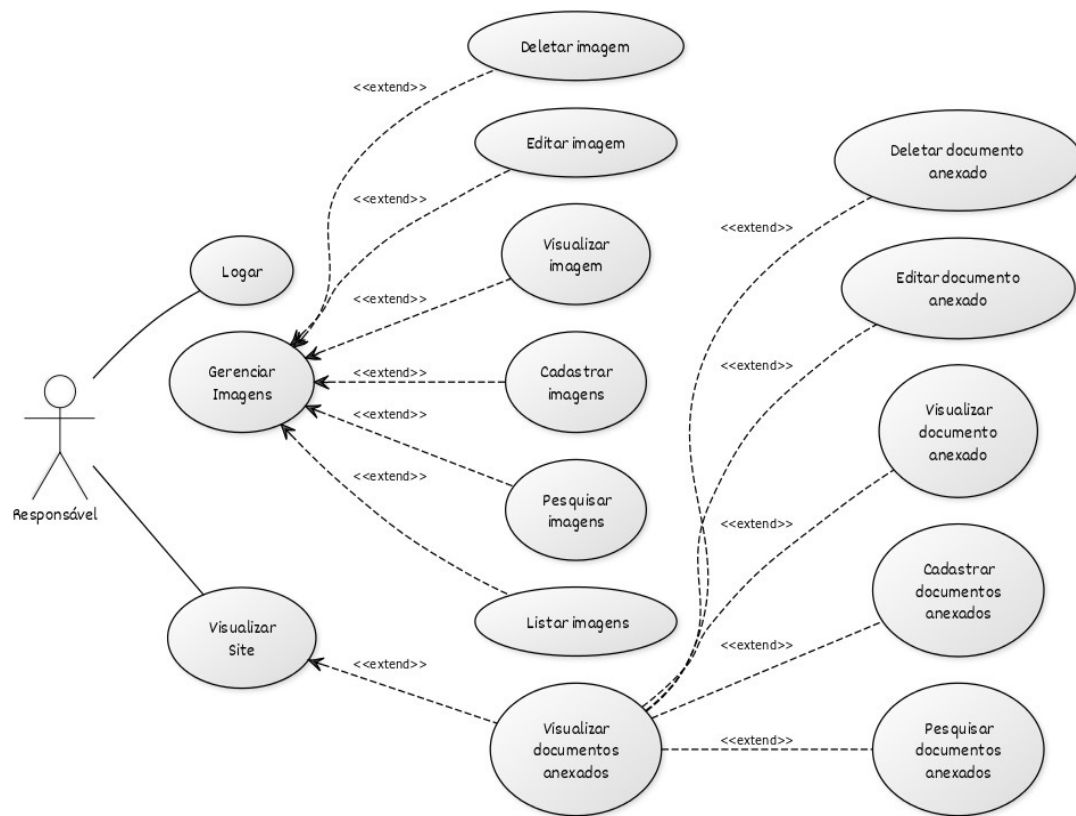 Deletar imagem
<<extend>>
Editar imagem
<<extend>>
Visualizar
imagem
<<extend>>
Cadastrar
imagens
<<extend>>
Pesquisar
imagens
<<extend>>
Listar imagens
<<extend>>
Logar
Gerenciar
Imagens
Responsável
Visualizar
Site
<<extend>>
Visualizar
documentos
anexados
Deletar documento
anexado
<<extend>>
Editar documento
anexado
<<extend>>
Visualizar
documento
anexado
<<extend>>
Cadastrar
documentos
anexados
<<extend>>
Pesquisar
documentos
anexados
<<extend>>